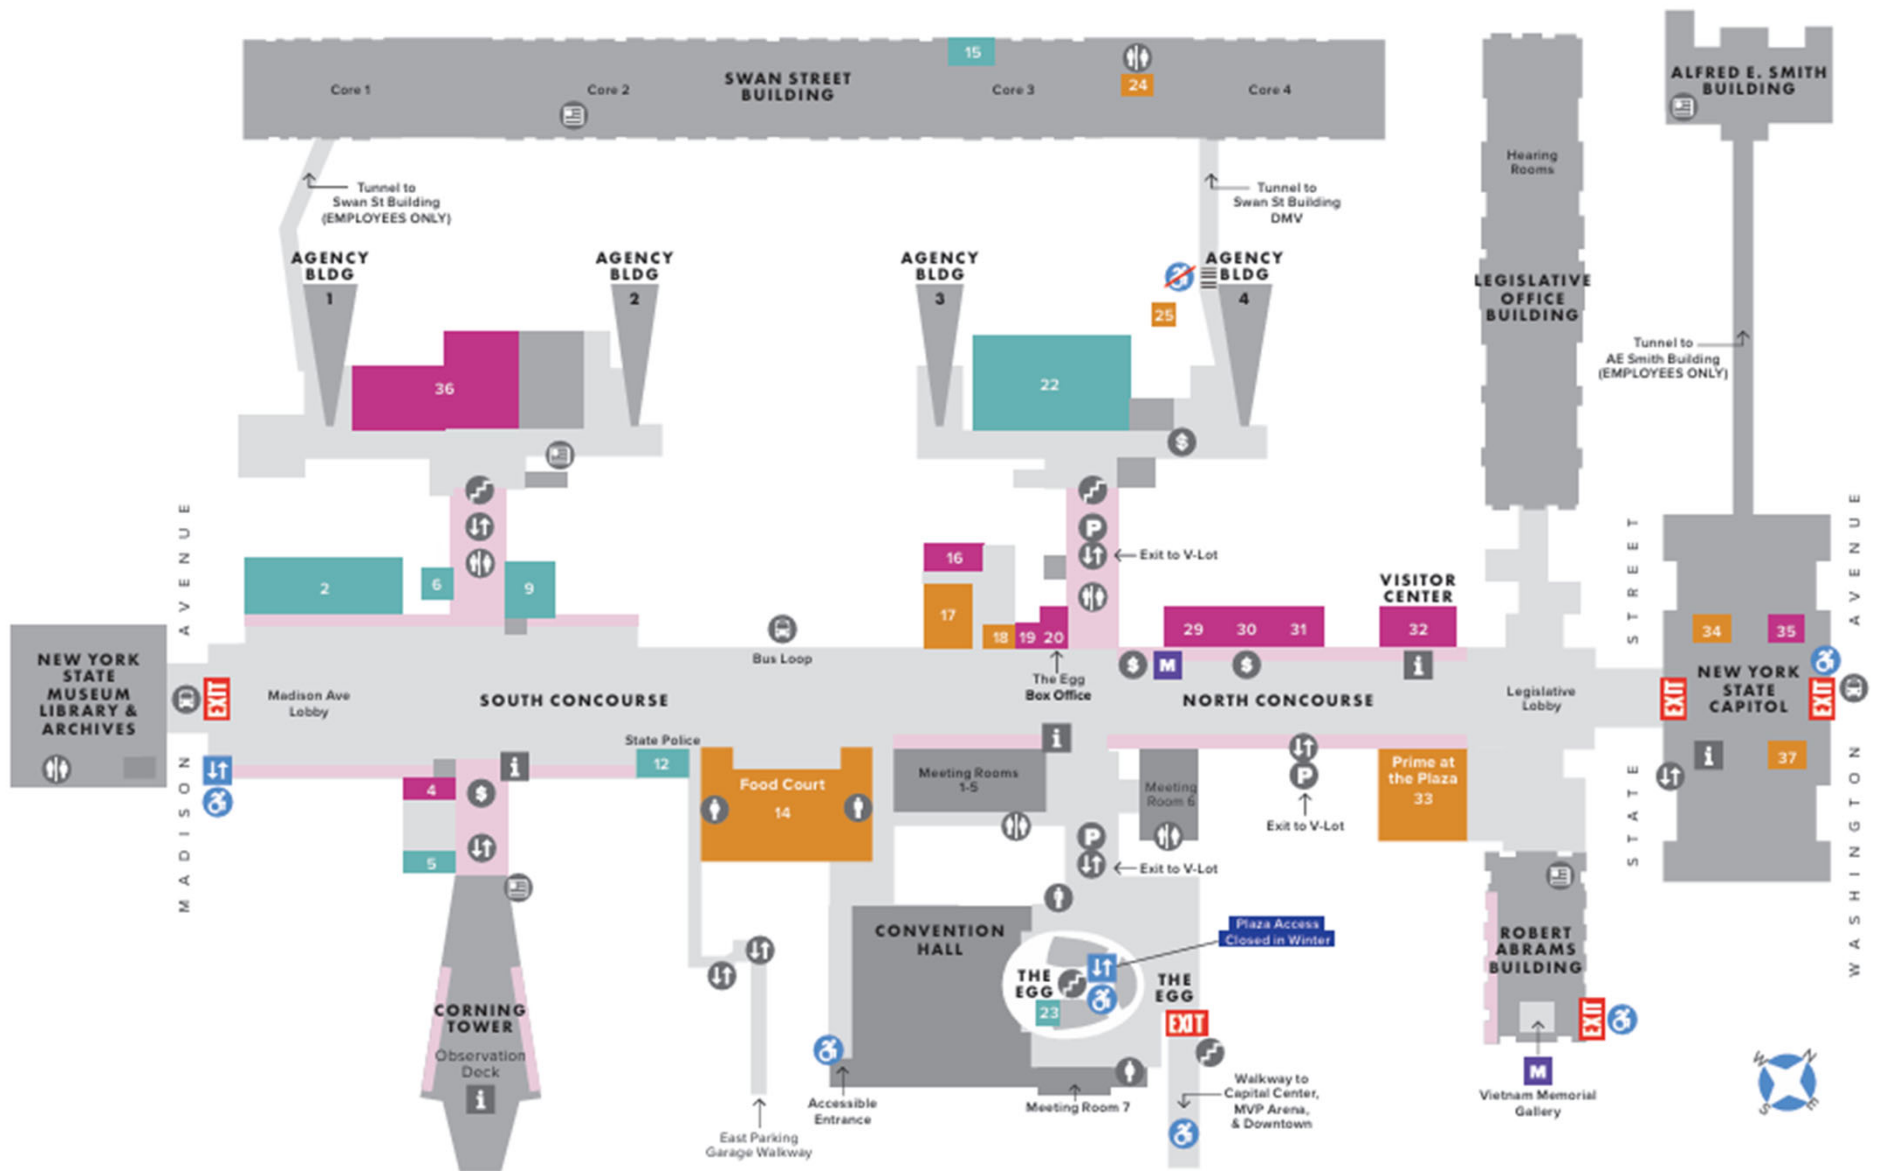 15
24
Core 1
Core 2
SWAN STREET
BUILDING
Core 3
Core 4
ALFRED E. SMITH
BUILDING
Hearing
Rooms
Tunnel to
Swan St Building
(EMPLOYEES ONLY)
Tunnel to
Swan St Building
DMV
AGENCY
BLDG
1
AGENCY
BLDG
2
AGENCY
BLDG
3
AGENCY
BLDG
4
25
LEGISLATIVE
OFFICE
BUILDING
Tunnel to
AE Smith Building
(EMPLOYEES ONLY)
36
22
$
P
Exit to V-Lot
2
6
9
16
17
18
19
20
29
30
31
VISITOR
CENTER
32
34
35
MADISON AVENUE
STATE STREET
WASHINGTON AVENUE
NEW YORK
STATE
MUSEUM
LIBRARY &
ARCHIVES
EXIT
Madison Ave
Lobby
SOUTH CONCOURSE
Bus Loop
The Egg
Box Office
$
M
$
i
NORTH CONCOURSE
Legislative
Lobby
EXIT
NEW YORK
STATE
CAPITOL
EXIT
i
37
State Police
12
i
4
$
5
Food Court
14
i
Meeting Rooms
1-5
Meeting
Room 6
P
Exit to V-Lot
Prime at
the Plaza
33
P
Exit to V-Lot
CONVENTION
HALL
Plaza Access
Closed in Winter
THE
EGG
23
THE
EGG
EXIT
ROBERT
ABRAMS
BUILDING
EXIT
CORNING
TOWER
Observation
Deck
i
Accessible
Entrance
East Parking
Garage Walkway
Meeting Room 7
Walkway to
Capital Center,
MVP Arena,
& Downtown
M
Vietnam Memorial
Gallery
W
N
S
E